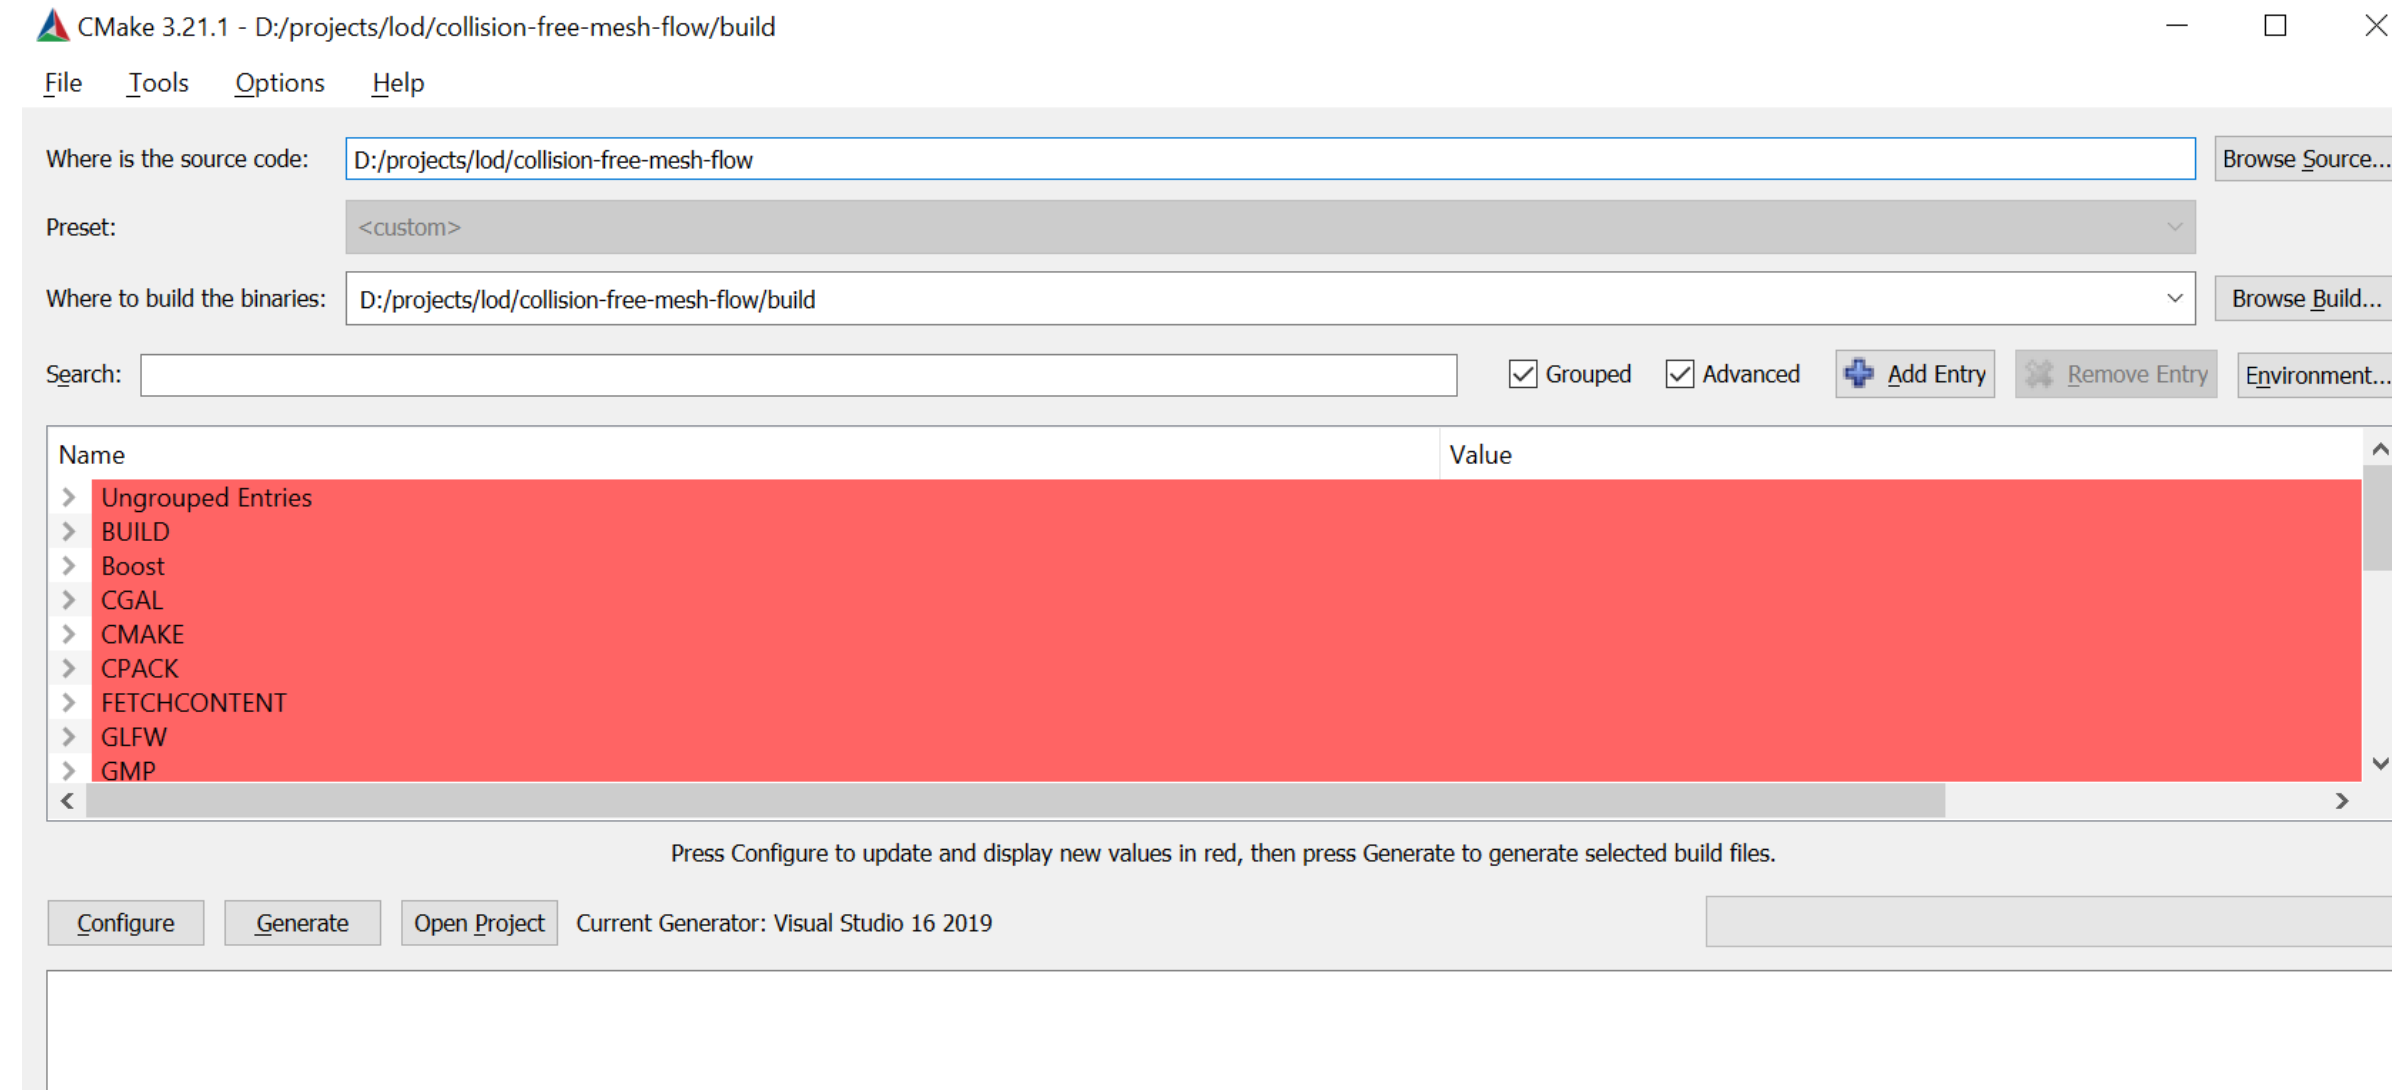 CMake 3.21.1 - D:/projects/lod/collision-free-mesh-flow/build
File Tools Options Help
Where is the source code: D:/projects/lod/collision-free-mesh-flow Browse Source...
Preset: <custom>
Where to build the binaries: D:/projects/lod/collision-free-mesh-flow/build Browse Build...
Search: Grouped Advanced Add Entry Remove Entry Environment...
Name Value
Ungrouped Entries
BUILD
Boost
CGAL
CMAKE
CPACK
FETCHCONTENT
GLFW
GMP
Press Configure to update and display new values in red, then press Generate to generate selected build files.
Configure Generate Open Project Current Generator: Visual Studio 16 2019